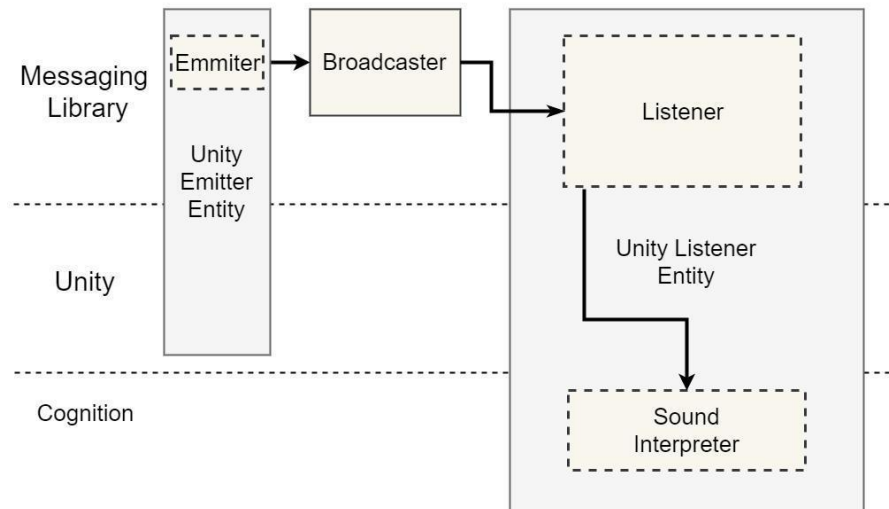 Messaging
Library
Emmiter
Broadcaster
Listener
Unity
Emitter
Entity
Unity
Unity Listener
Entity
Cognition
Sound
Interpreter